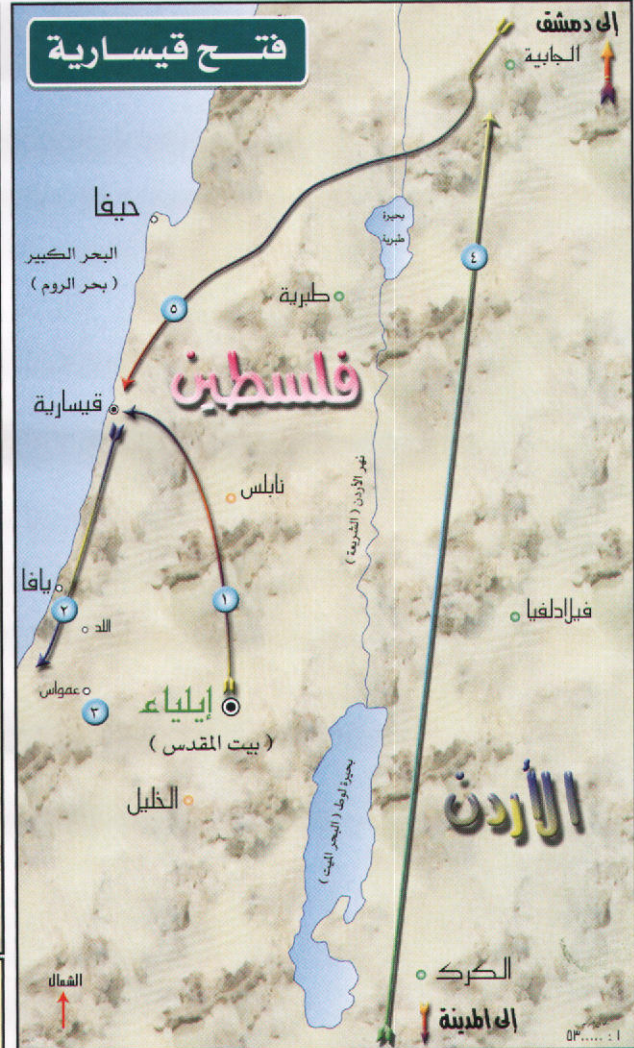 فتح قيسارية
إلى دمشق
الجابية
حيفا
البحر الكبير
( بحر الروم )
بحيرة
طبرية
٤
طبرية
٥
فلسطين
قيسارية
نابلس
نهر الأردن ( الشريعة )
يافا
٢
١
اللد
فيلادلفيا
عمواس
٣
إيلياء
( بيت المقدس )
بحيرة لوط ( البحر الميت )
الخليل
الأردن
الكرك
الشمال
إلى المدينة